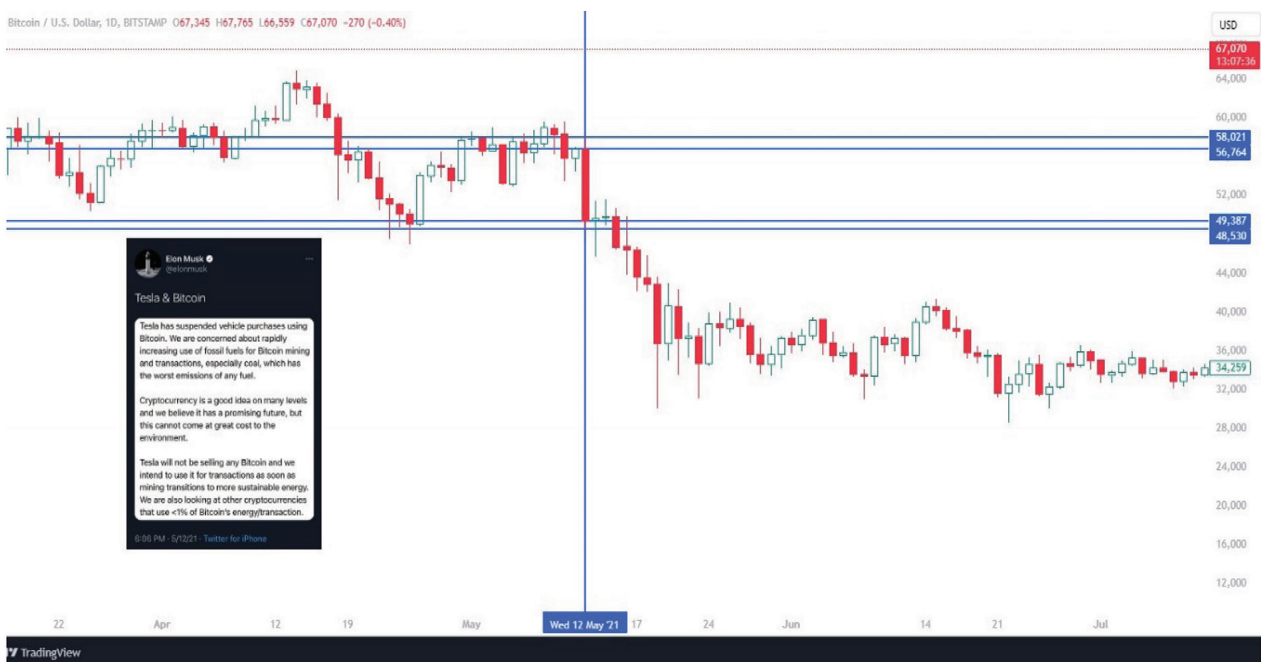 Bitcoin / U.S. Dollar, 1D, BITSTAMP O67,345 H67,765 L66,559 C67,070 -270 (-0.40%)
USD
67,070
13:07:36
64,000
60,000
58,021
56,764
52,000
49,387
48,530
44,000
40,000
36,000
34,259
32,000
28,000
24,000
20,000
16,000
12,000
Elon Musk
@elonmusk
Tesla & Bitcoin
Tesla has suspended vehicle purchases using
Bitcoin. We are concerned about rapidly
increasing use of fossil fuels for Bitcoin mining
and transactions, especially coal, which has
the worst emissions of any fuel.
Cryptocurrency is a good idea on many levels
and we believe it has a promising future, but
this cannot come at great cost to the
environment.
Tesla will not be selling any Bitcoin and we
intend to use it for transactions as soon as
mining transitions to more sustainable energy.
We are also looking at other cryptocurrencies
that use <1% of Bitcoin's energy/transaction.
6:06 PM · 5/12/21 · Twitter for iPhone
22 Apr 12 19 May Wed 12 May '21 17 24 Jun 14 21 Jul
TradingView